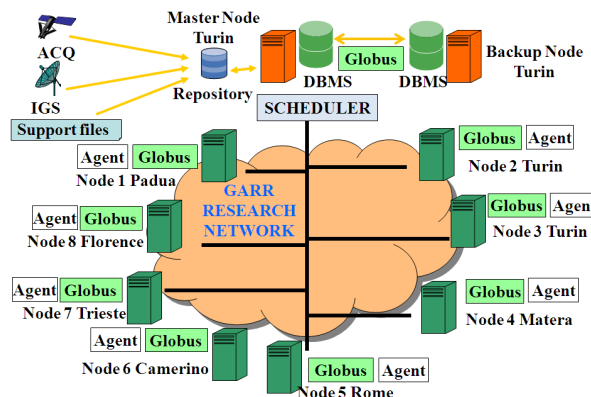 Master Node
Turin
ACQ
IGS
Support files
Repository
DBMS
Globus
DBMS
Backup Node
Turin
SCHEDULER
Agent Globus
Node 1 Padua
Globus Agent
Node 2 Turin
GARR
RESEARCH
NETWORK
Agent Globus
Node 8 Florence
Globus Agen
Node 3 Turin
Agent Globus
Node 7 Trieste
Globus Agent
Node 4 Matera
Agent Globus
Node 6 Camerino
Globus Agent
Node 5 Rome